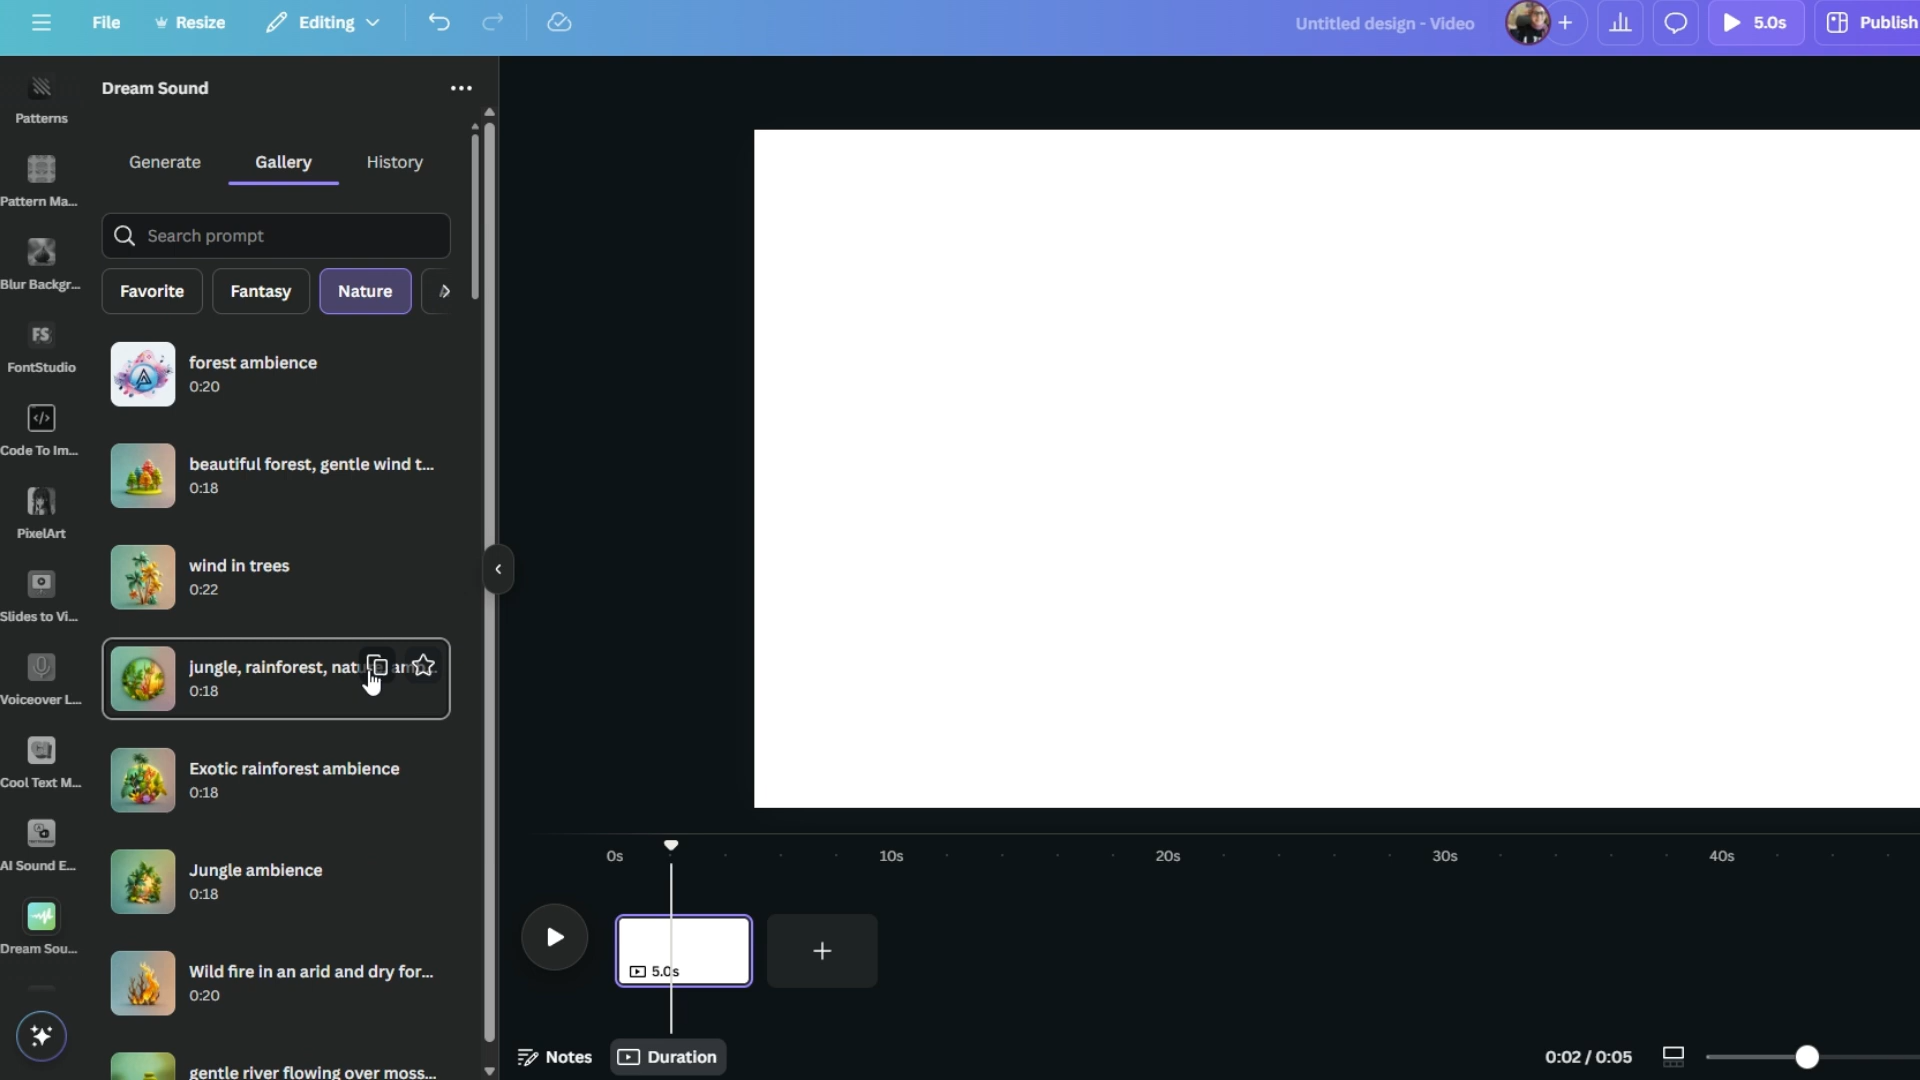 File
Resize
Editing
Untitled design - Video
5.0s
Publish
Patterns
Pattern Ma...
Blur Backgr...
FS
FontStudio
</>
Code To Im...
PixelArt
Slides to Vi...
Voiceover L...
Cool Text M...
AI Sound E...
Dream Sou...
Dream Sound
Generate
Gallery
History
Search prompt
Favorite
Fantasy
Nature
forest ambience
0:20
beautiful forest, gentle wind t...
0:18
wind in trees
0:22
jungle, rainforest, nature, amb...
0:18
Exotic rainforest ambience
0:18
Jungle ambience
0:18
Wild fire in an arid and dry for...
0:20
gentle river flowing over moss...
0s
10s
20s
30s
40s
5.0s
Notes
Duration
0:02 / 0:05